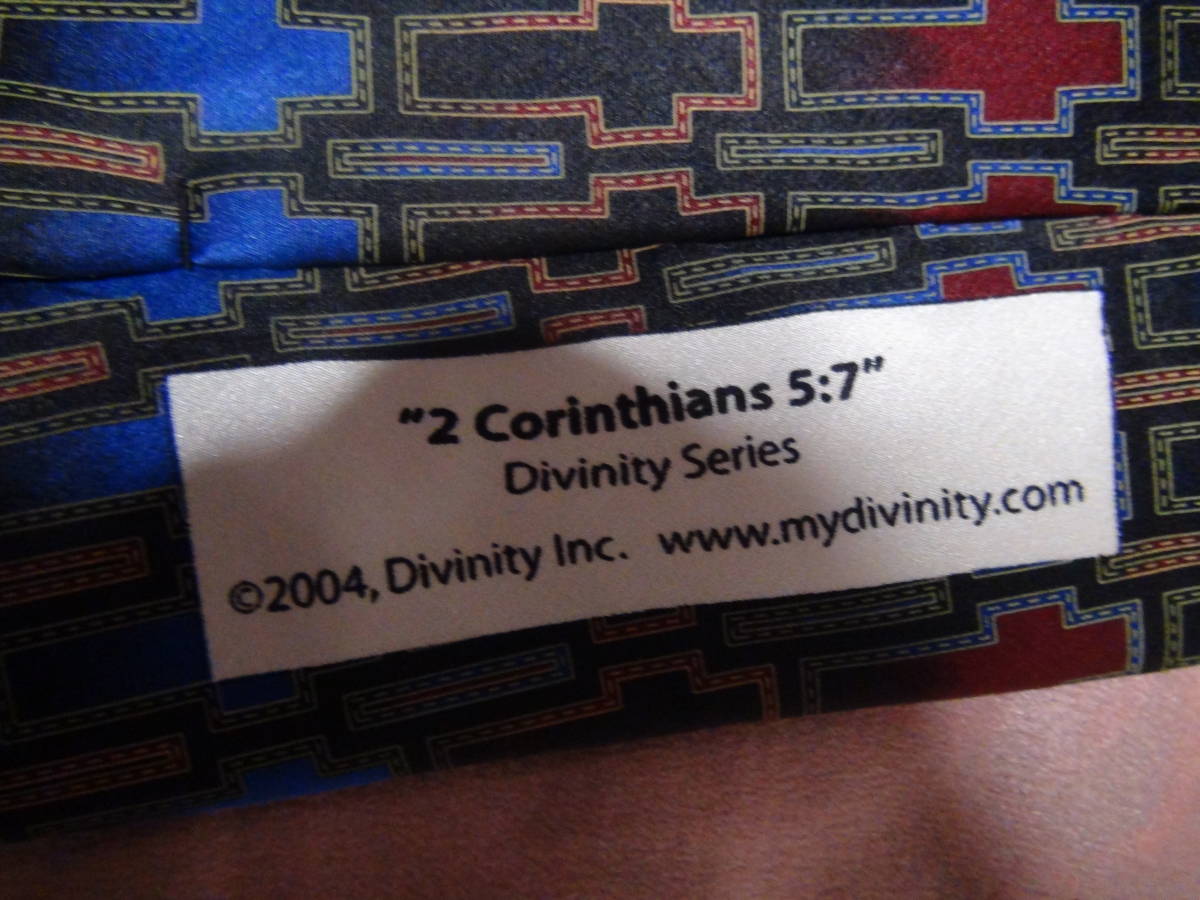 "2 Corinthians 5:7"
Divinity Series
©2004, Divinity Inc. www.mydivinity.com